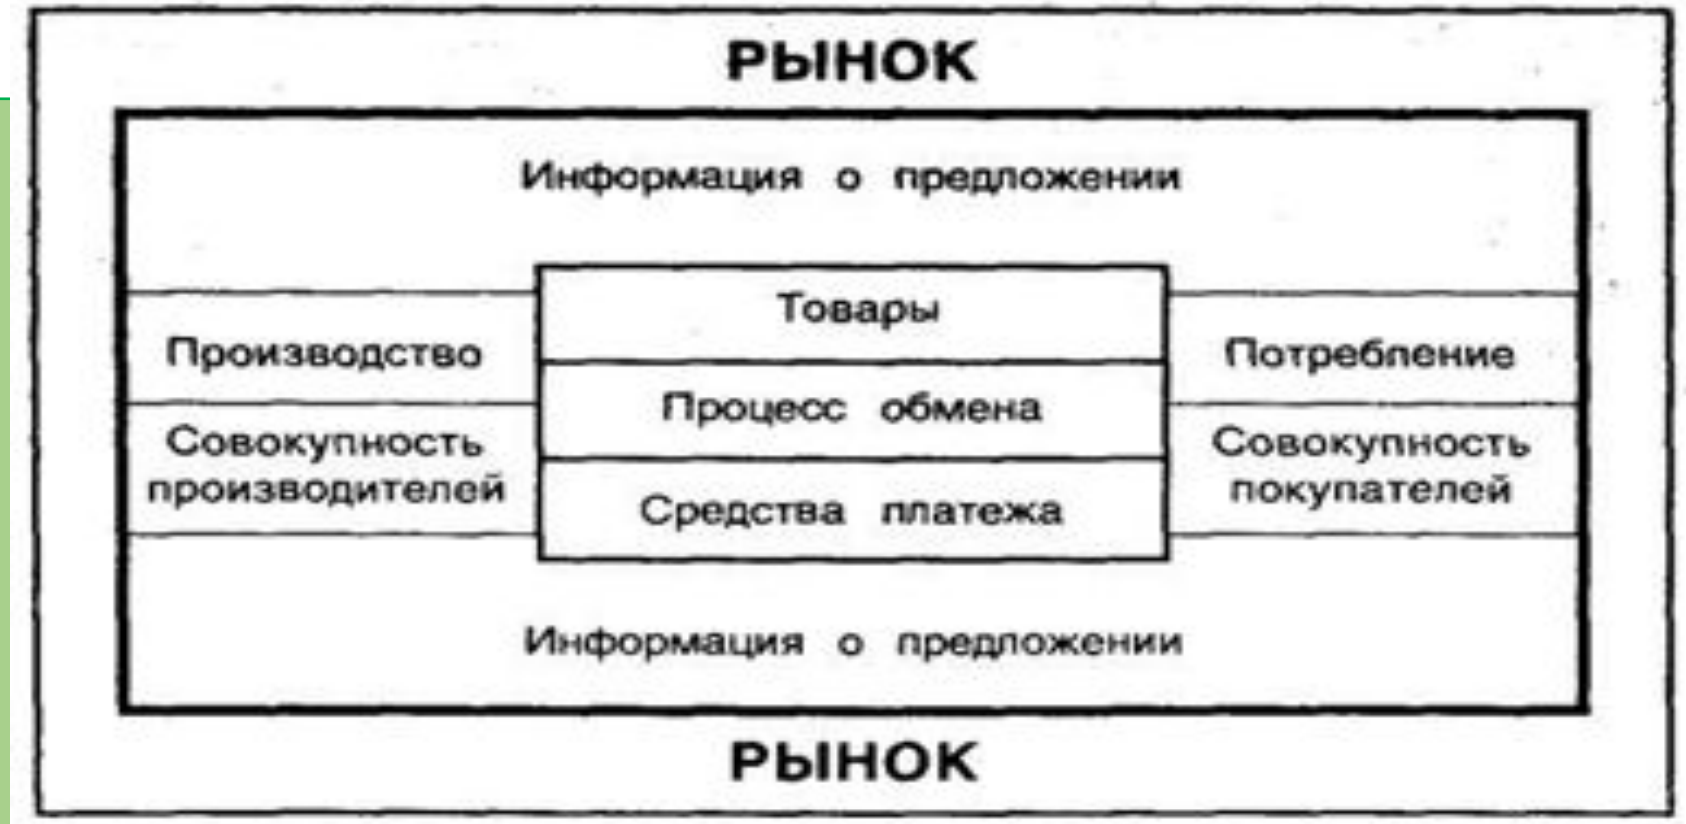 РЫНОК
Информация о предложении
Товары
Производство
Потребление
Процесс обмена
Совокупность
производителей
Совокупность
покупателей
Средства платежа
Информация о предложении
РЫНОК